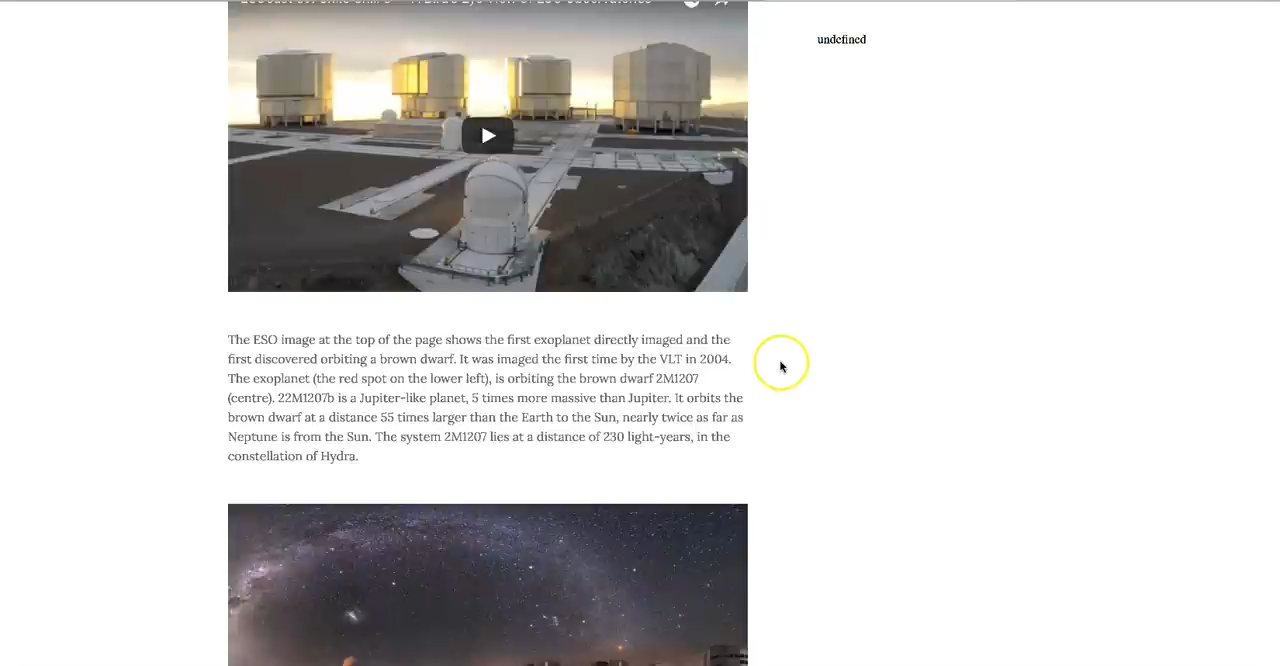 undefined
The ESO image at the top of the page shows the first exoplanet directly imaged and the
first discovered orbiting a brown dwarf. It was imaged the first time by the VLT in 2004.
The exoplanet (the red spot on the lower left), is orbiting the brown dwarf 2M1207
(centre). 22M1207b is a Jupiter-like planet, 5 times more massive than Jupiter. It orbits the
brown dwarf at a distance 55 times larger than the Earth to the Sun, nearly twice as far as
Neptune is from the Sun. The system 2M1207 lies at a distance of 230 light-years, in the
constellation of Hydra.